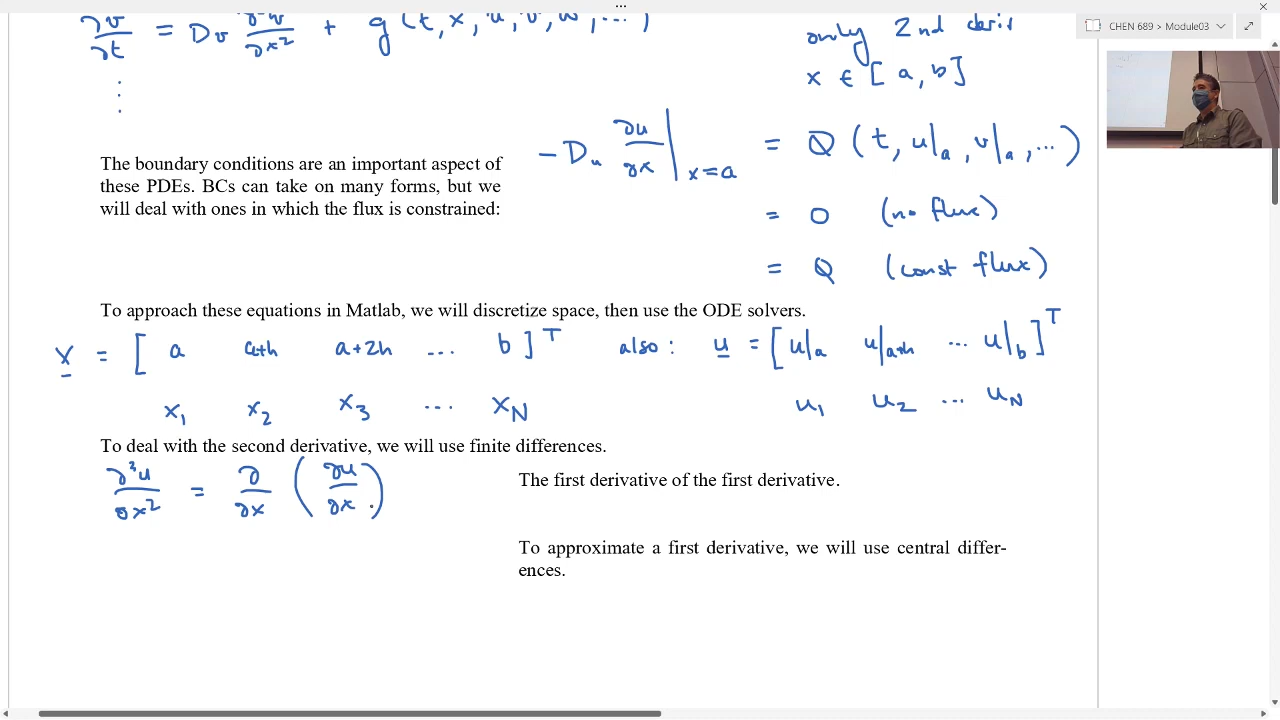 ∂v/∂t = Dv ∂²v/∂x² + g(t, x, u, v, w, ...)
only 2nd deriv
x ∈ [a, b]
⋮
CHEN 689 > Module03
The boundary conditions are an important aspect of
these PDEs. BCs can take on many forms, but we
will deal with ones in which the flux is constrained:
-Du ∂u/∂x|x=a = Q (t, u|a, v|a, ...)
= 0 (no flux)
= Q (const flux)
To approach these equations in Matlab, we will discretize space, then use the ODE solvers.
x = [ a a+h a+2h ... b ]T also: u = [ u|a u|a+h ... u|b ]T
x1 x2 x3 ... xN u1 u2 ... uN
To deal with the second derivative, we will use finite differences.
∂²u/∂x² = ∂/∂x (∂u/∂x)
The first derivative of the first derivative.
To approximate a first derivative, we will use central differ-
ences.